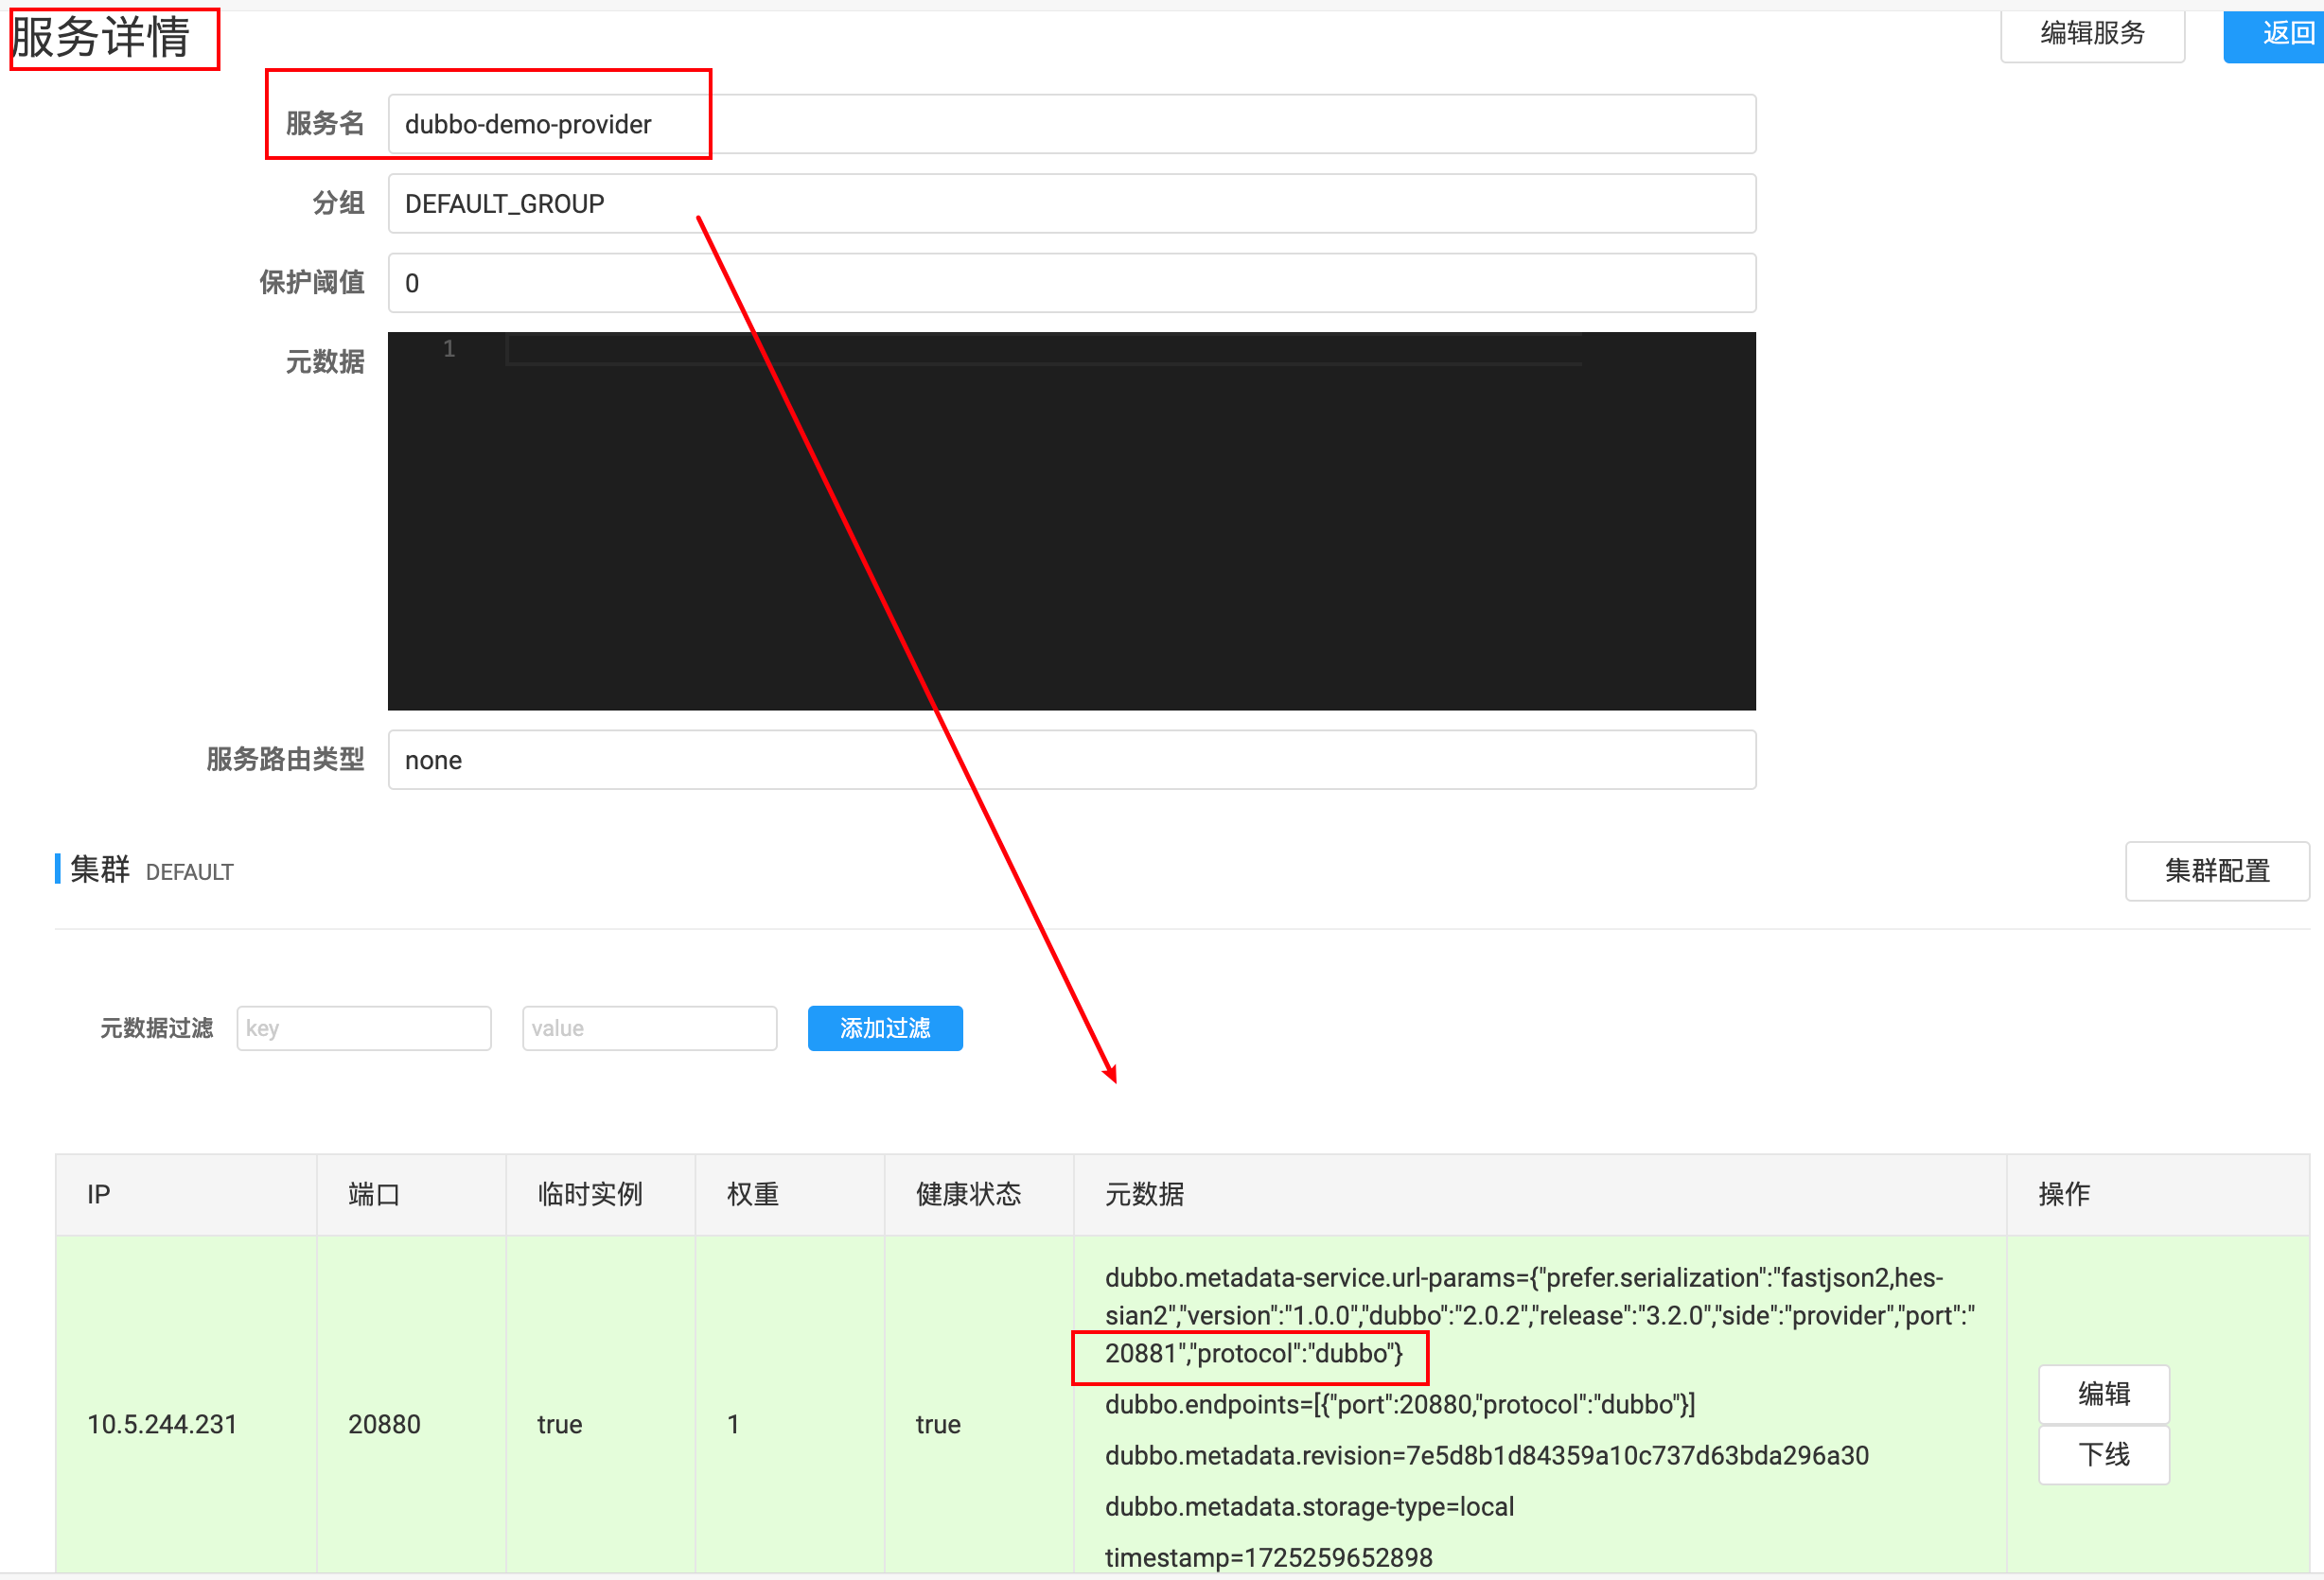 服务详情
编辑服务
返回
服务名
dubbo-demo-provider
分组
DEFAULT_GROUP
保护阈值
0
元数据
1
服务路由类型
none
集群 DEFAULT
集群配置
元数据过滤
key
value
添加过滤
IP
端口
临时实例
权重
健康状态
元数据
操作
10.5.244.231
20880
true
1
true
dubbo.metadata-service.url-params={"prefer.serialization":"fastjson2,hes-
sian2","version":"1.0.0","dubbo":"2.0.2","release":"3.2.0","side":"provider","port":"
20881","protocol":"dubbo"}
dubbo.endpoints=[{"port":20880,"protocol":"dubbo"}]
dubbo.metadata.revision=7e5d8b1d84359a10c737d63bda296a30
dubbo.metadata.storage-type=local
timestamp=1725259652898
编辑
下线